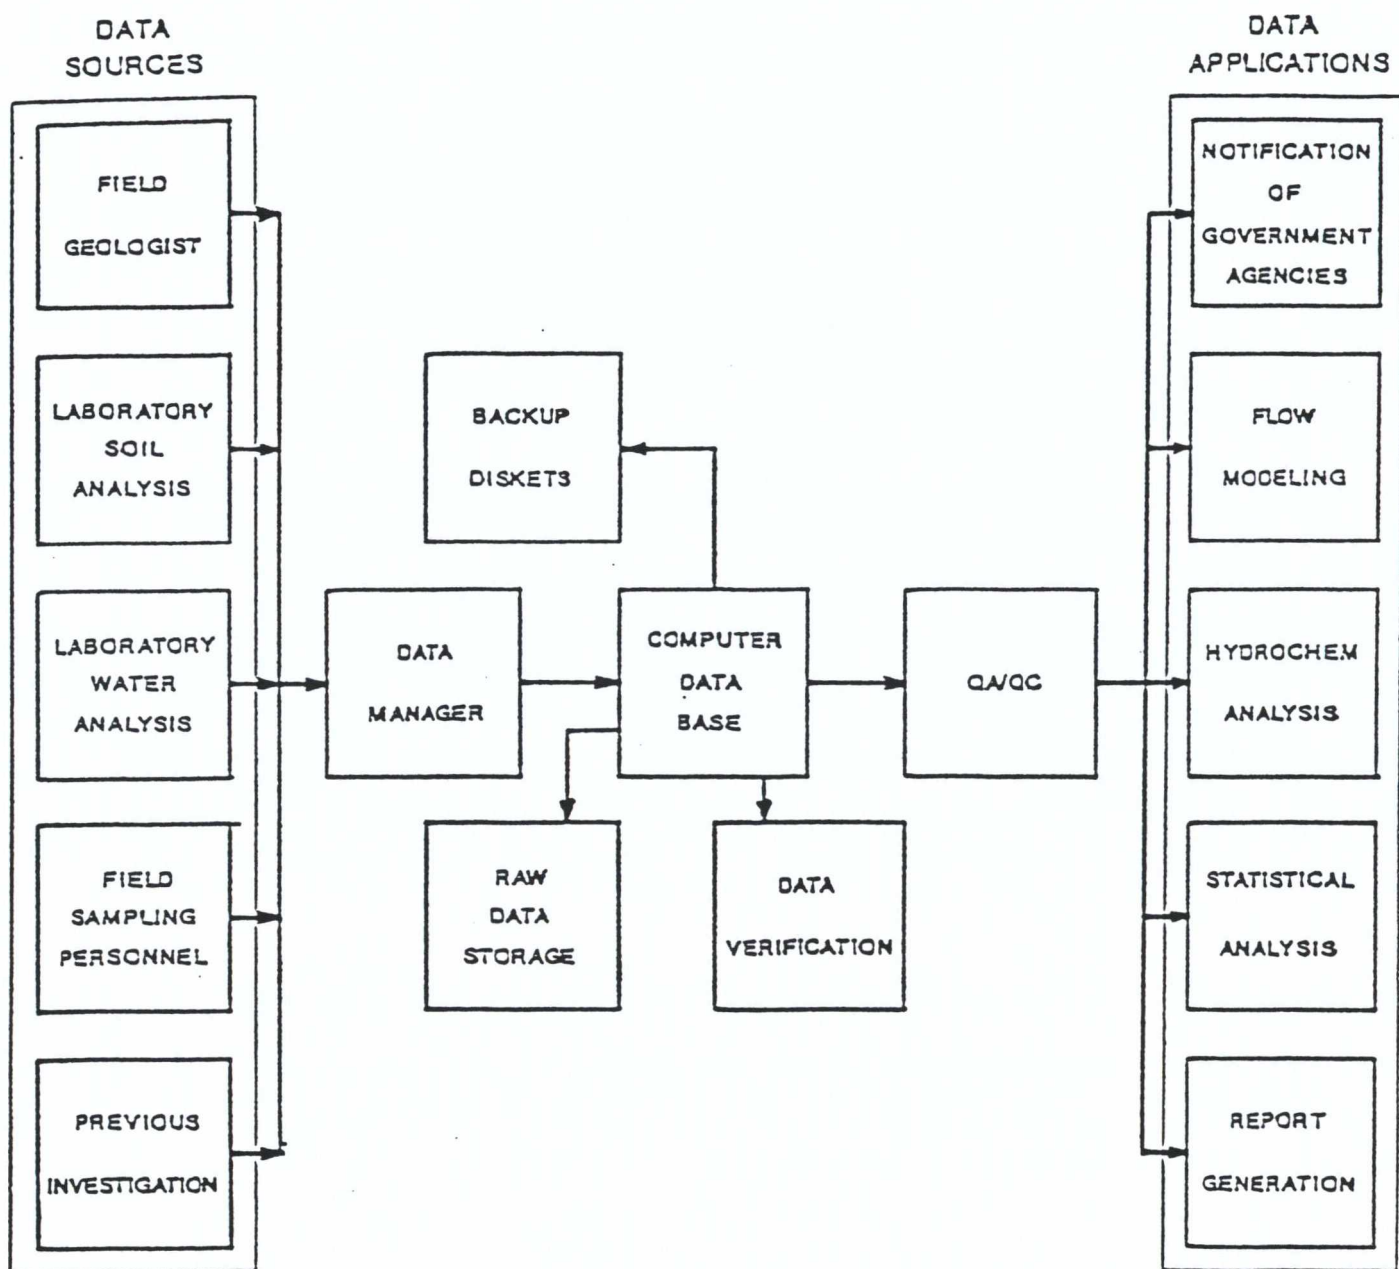 DATA
SOURCES
FIELD
GEOLOGIST
LABORATORY
SOIL
ANALYSIS
LABORATORY
WATER
ANALYSIS
FIELD
SAMPLING
PERSONNEL
PREVIOUS
INVESTIGATION
BACKUP
DISKETS
DATA
MANAGER
COMPUTER
DATA
BASE
QA/QC
RAW
DATA
STORAGE
DATA
VERIFICATION
DATA
APPLICATIONS
NOTIFICATION
OF
GOVERNMENT
AGENCIES
FLOW
MODELING
HYDROCHEM
ANALYSIS
STATISTICAL
ANALYSIS
REPORT
GENERATION